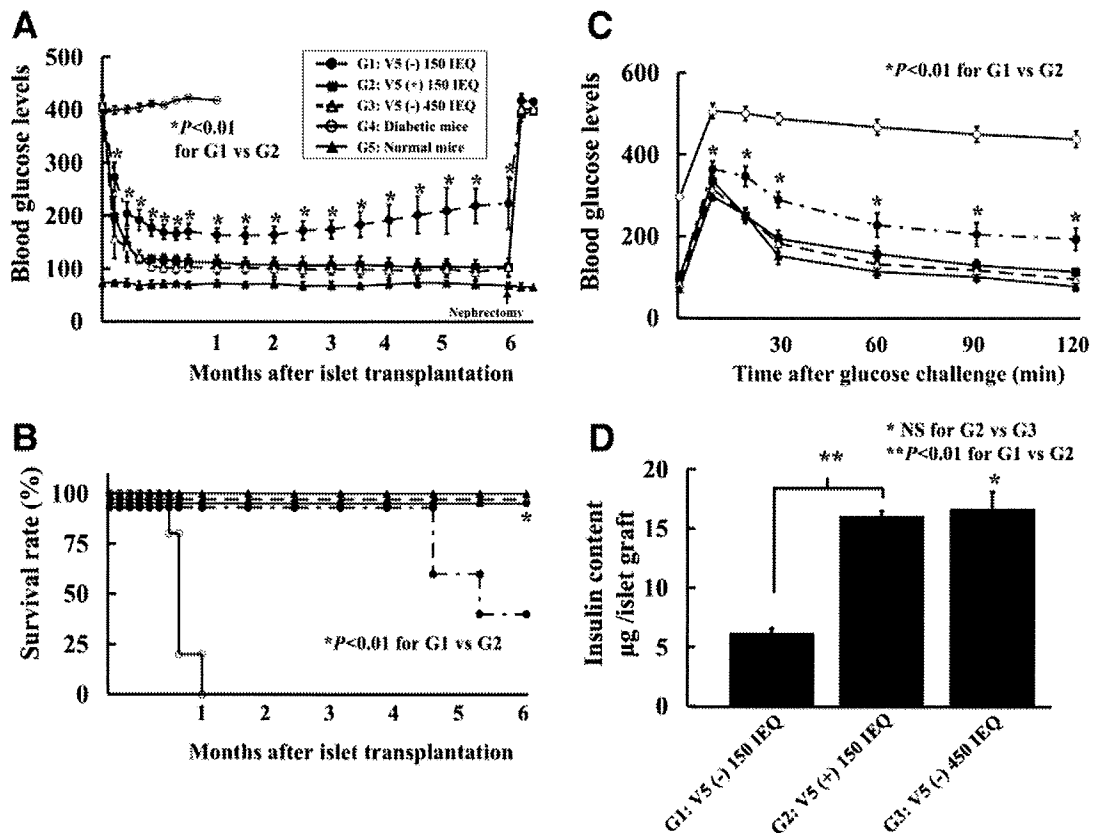 A
Blood glucose levels
500
400
300
200
100
0
G1: V5 (-) 150 IEQ
G2: V5 (+) 150 IEQ
G3: V5 (-) 450 IEQ
G4: Diabetic mice
G5: Normal mice
*P<0.01
for G1 vs G2
* * * * * * * * * * * * * * * * *
Nephrectomy
1 2 3 4 5 6
Months after islet transplantation
C
Blood glucose levels
600
400
200
0
*P<0.01 for G1 vs G2
* * * * * *
30 60 90 120
Time after glucose challenge (min)
B
Survival rate (%)
100
75
50
25
0
*
*P<0.01 for G1 vs G2
1 2 3 4 5 6
Months after islet transplantation
D
* NS for G2 vs G3
**P<0.01 for G1 vs G2
Insulin content
µg /islet graft
20
15
10
5
0
**
*
G1: V5 (-) 150 IEQ
G2: V5 (+) 150 IEQ
G3: V5 (-) 450 IEQ